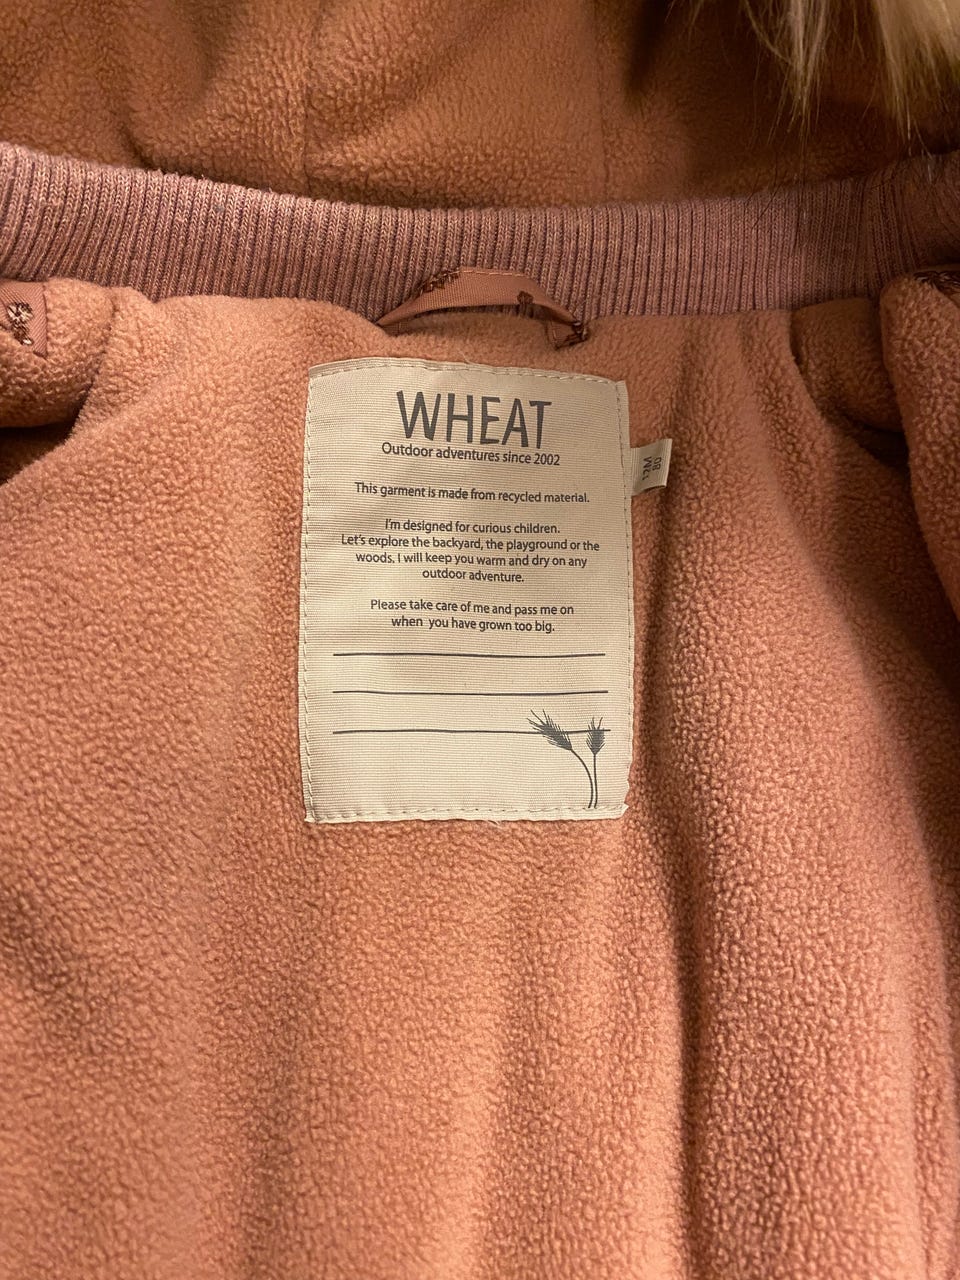 WHEAT
Outdoor adventures since 2002
This garment is made from recycled material.
I'm designed for curious children.
Let's explore the backyard, the playground or the
woods. I will keep you warm and dry on any
outdoor adventure.
Please take care of me and pass me on
when you have grown too big.
12M
80